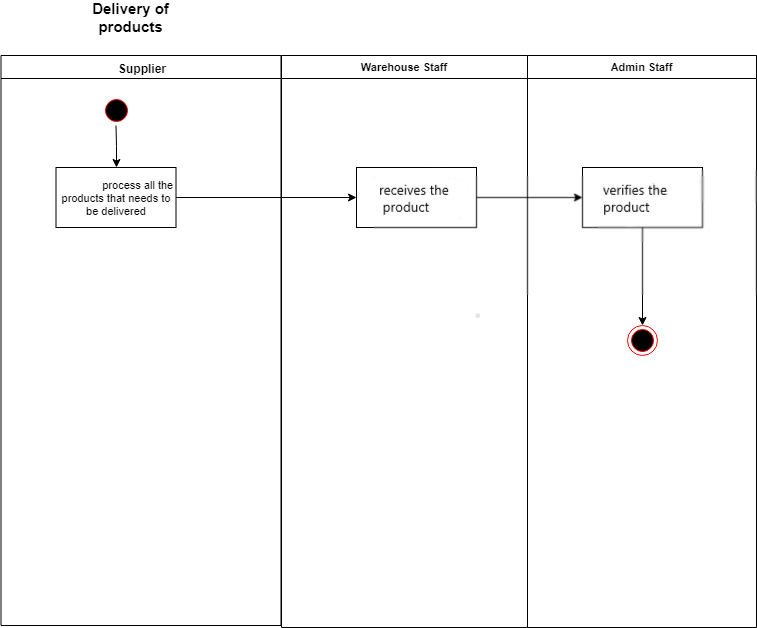 Delivery of
products
Supplier
Warehouse Staff
Admin Staff
process all the
products that needs to
be delivered
receives the
product
verifies the
product